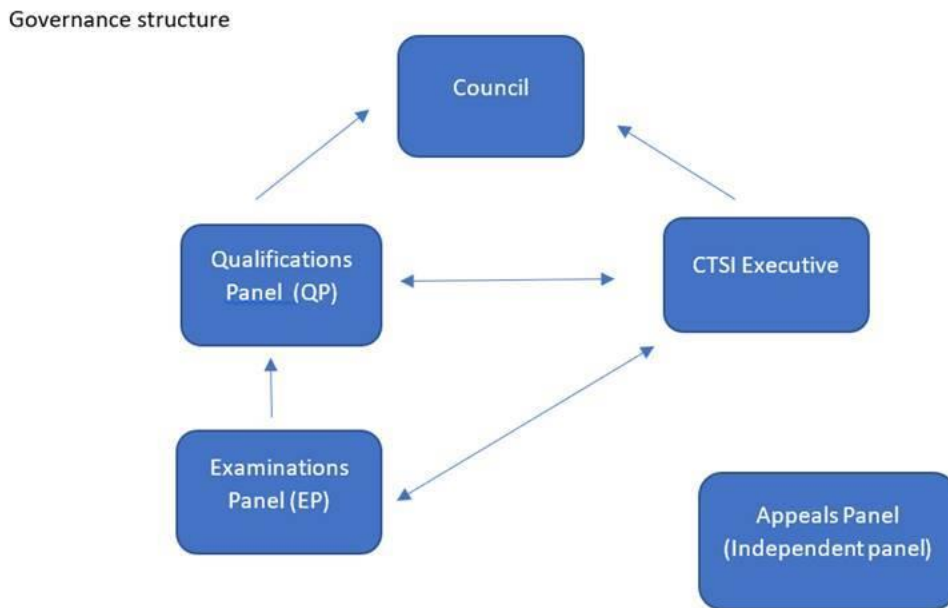 Governance structure
Council
Qualifications
Panel (QP)
CTSI Executive
Examinations
Panel (EP)
Appeals Panel
(Independent panel)